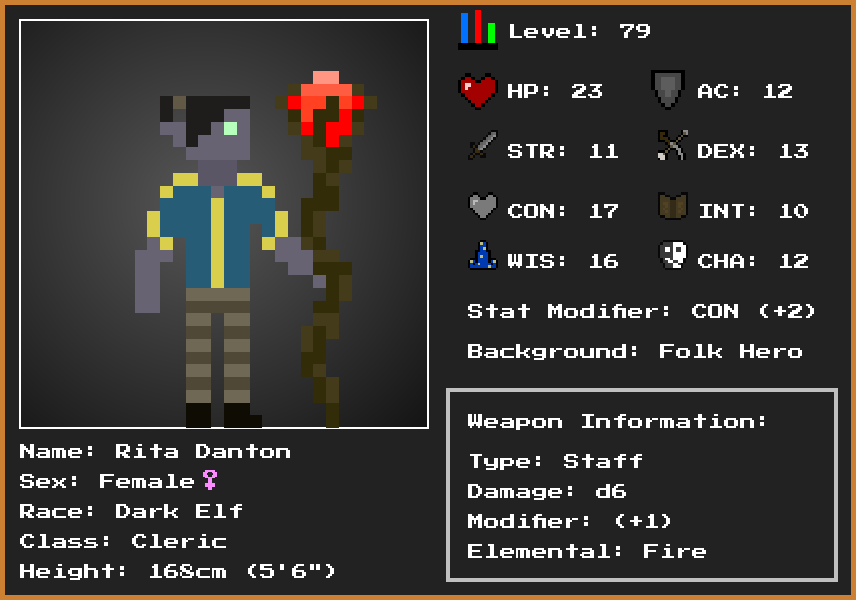 Level: 79
HP: 23
AC: 12
STR: 11
DEX: 13
CON: 17
INT: 10
WIS: 16
CHA: 12
Stat Modifier: CON (+2)
Background: Folk Hero
Weapon Information:
Type: Staff
Damage: d6
Modifier: (+1)
Elemental: Fire
Name: Rita Danton
Sex: Female♀
Race: Dark Elf
Class: Cleric
Height: 168cm (5'6")